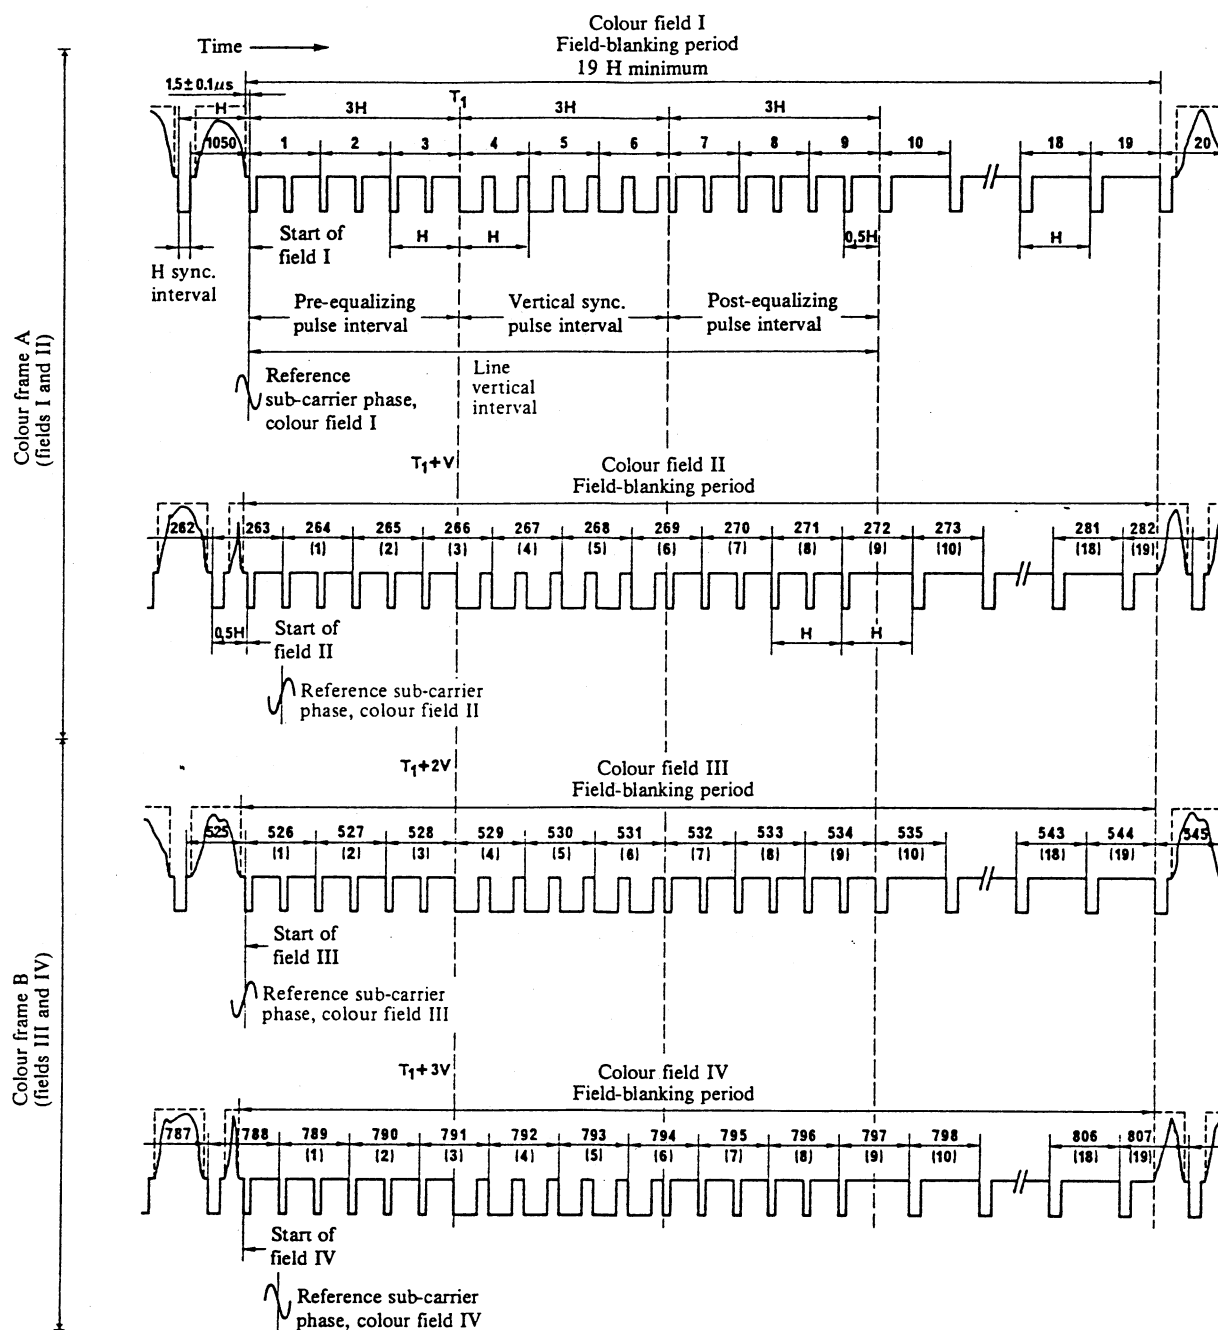 Colour field I
Time
Field-blanking period
19 H minimum
1.5 ± 0.1 μs
T1
H 3H 3H 3H
1050 1 2 3 4 5 6 7 8 9 10 18 19 20
Start of
field I
H H 0,5H H
H sync.
interval
Pre-equalizing
pulse interval
Vertical sync.
pulse interval
Post-equalizing
pulse interval
Reference
sub-carrier phase,
colour field I
Line
vertical
interval
Colour frame A
(fields I and II)
T1+V
Colour field II
Field-blanking period
262 263 264 265 266 267 268 269 270 271 272 273 281 282
(1) (2) (3) (4) (5) (6) (7) (8) (9) (10) (18) (19)
0,5H
Start of
field II
H H
Reference sub-carrier
phase, colour field II
T1+2V
Colour field III
Field-blanking period
525 526 527 528 529 530 531 532 533 534 535 543 544 545
(1) (2) (3) (4) (5) (6) (7) (8) (9) (10) (18) (19)
Start of
field III
Reference sub-carrier
phase, colour field III
Colour frame B
(fields III and IV)
T1+3V
Colour field IV
Field-blanking period
787 788 789 790 791 792 793 794 795 796 797 798 806 807
(1) (2) (3) (4) (5) (6) (7) (8) (9) (10) (18) (19)
Start of
field IV
Reference sub-carrier
phase, colour field IV